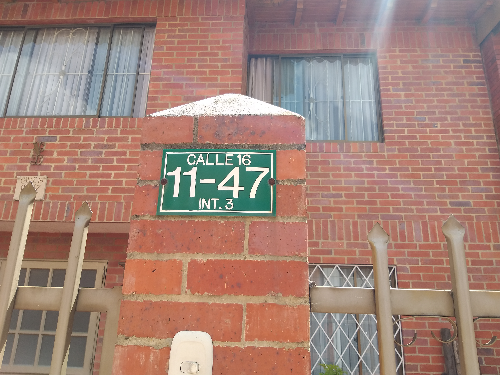 CALLE 16
11-47
INT. 3